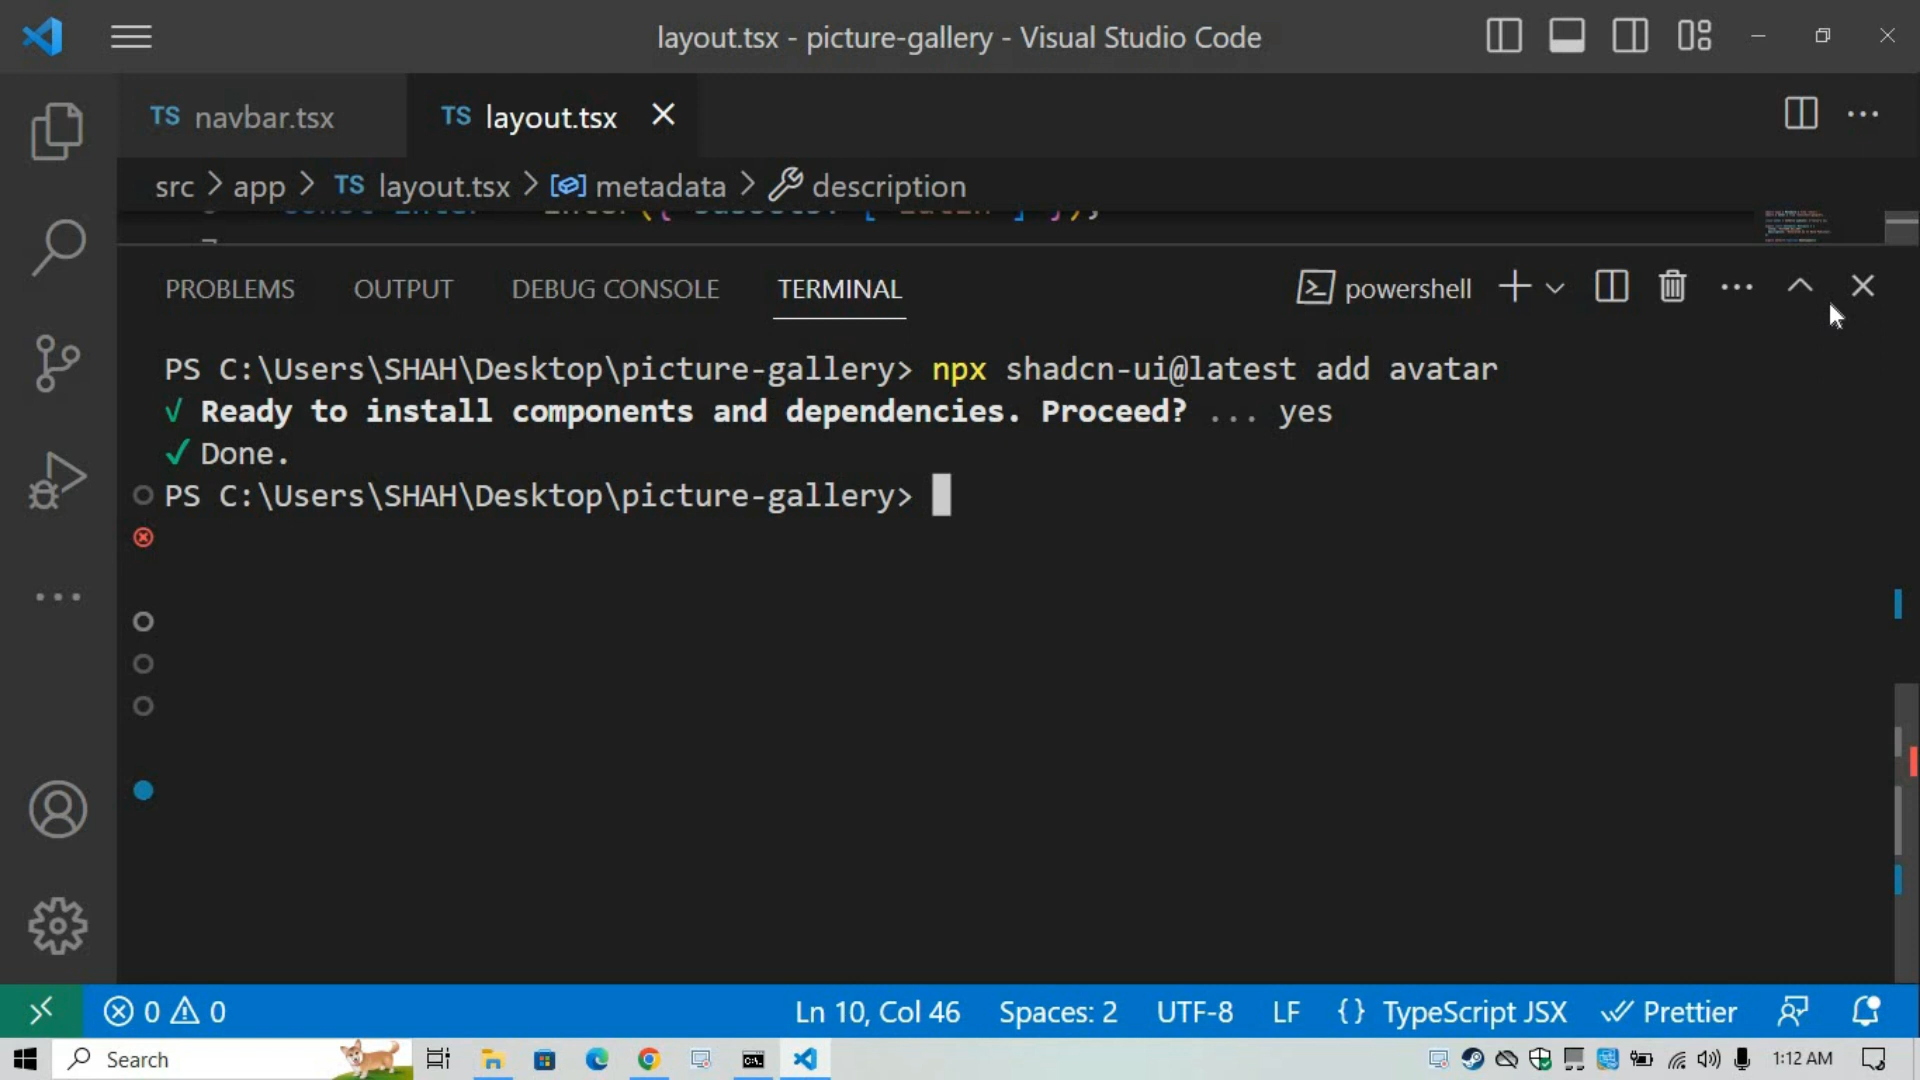 layout.tsx - picture-gallery - Visual Studio Code
TS navbar.tsx
TS layout.tsx
src > app > TS layout.tsx > metadata > description
PROBLEMS OUTPUT DEBUG CONSOLE TERMINAL
powershell
PS C:\Users\SHAH\Desktop\picture-gallery> npx shadcn-ui@latest add avatar
√ Ready to install components and dependencies. Proceed? ... yes
✓ Done.
PS C:\Users\SHAH\Desktop\picture-gallery>
0 0
Ln 10, Col 46 Spaces: 2 UTF-8 LF {} TypeScript JSX Prettier
Search
1:12 AM